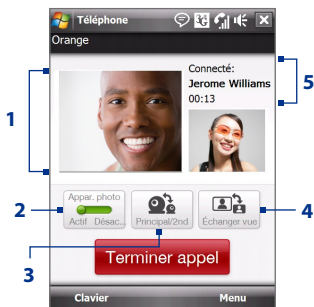 Téléphone
Orange
Connecté:
Jerome Williams
00:13
1
5
Appar. photo
Actif Désac..
Principal/2nd
Échanger vue
2
4
3
Terminer appel
Clavier Menu